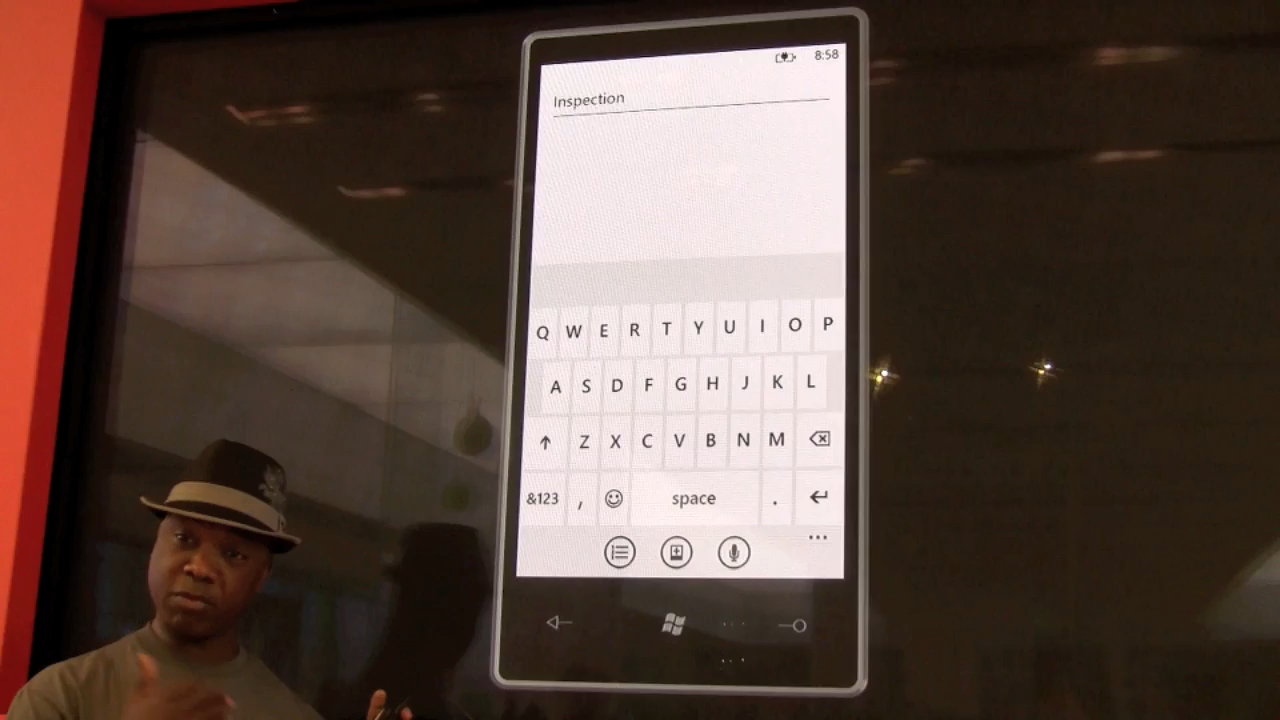 8:58
Inspection
Q W E R T Y U I O P
A S D F G H J K L
Z X C V B N M
&123 , space .